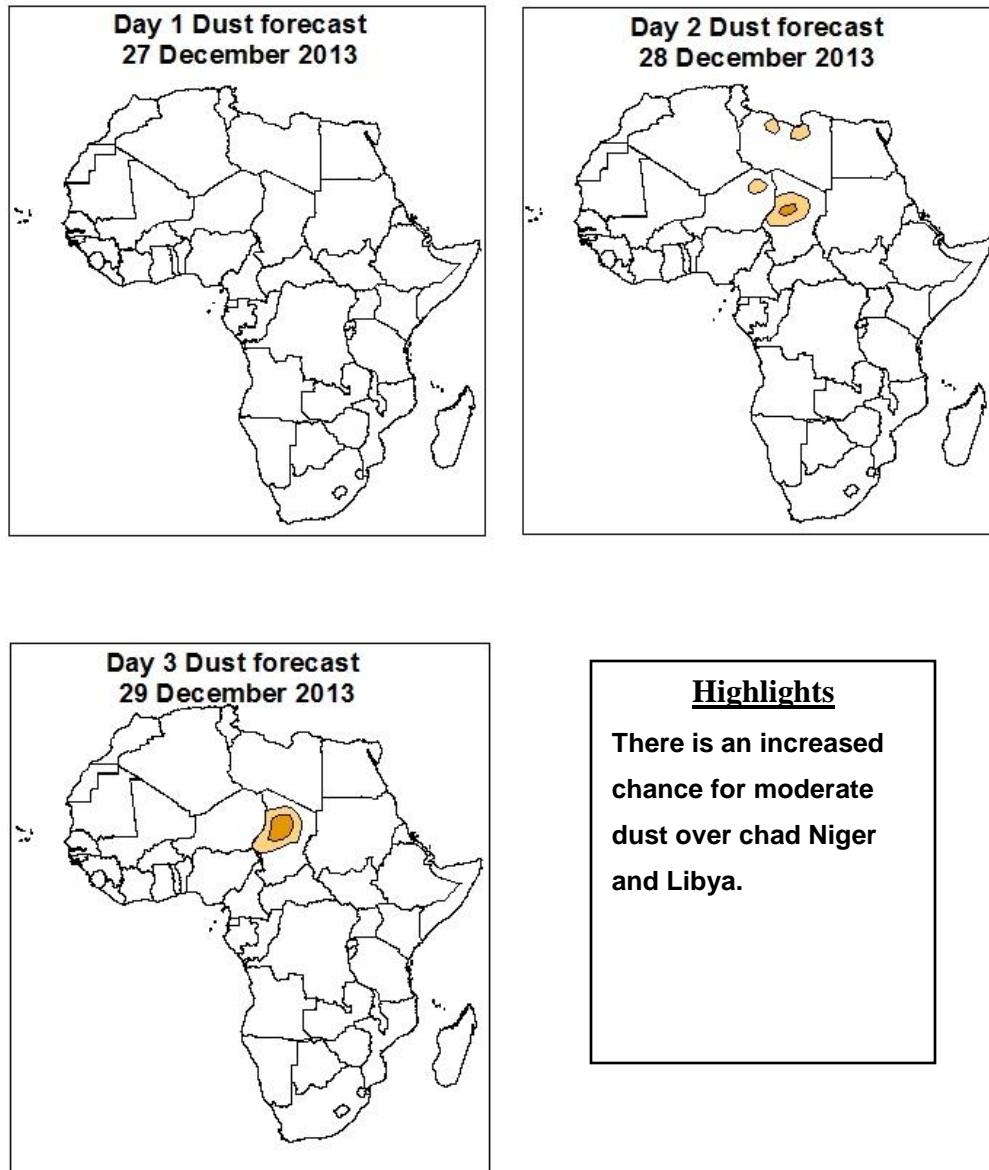 Day 1 Dust forecast
27 December 2013
Day 2 Dust forecast
28 December 2013
Day 3 Dust forecast
29 December 2013
Highlights
There is an increased
chance for moderate
dust over chad Niger
and Libya.